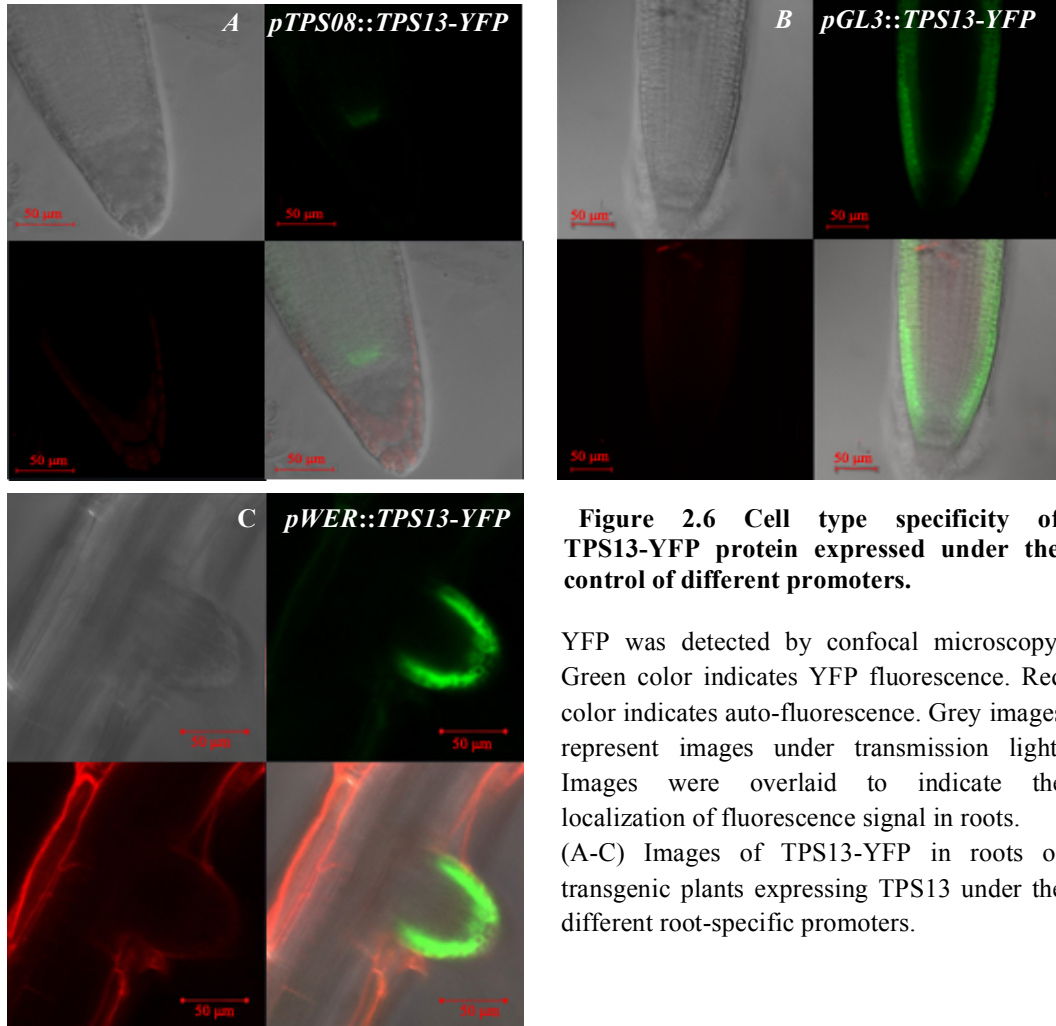 A pTPS08::TPS13-YFP
50 µm
50 µm
50 µm
50 µm
B pGL3::TPS13-YFP
50 µm
50 µm
50 µm
50 µm
C pWER::TPS13-YFP
50 µm
50 µm
50 µm
50 µm
Figure 2.6 Cell type specificity of
TPS13-YFP protein expressed under the
control of different promoters.
YFP was detected by confocal microscopy
Green color indicates YFP fluorescence. Red
color indicates auto-fluorescence. Grey images
represent images under transmission light
Images were overlaid to indicate the
localization of fluorescence signal in roots.
(A-C) Images of TPS13-YFP in roots o
transgenic plants expressing TPS13 under the
different root-specific promoters.